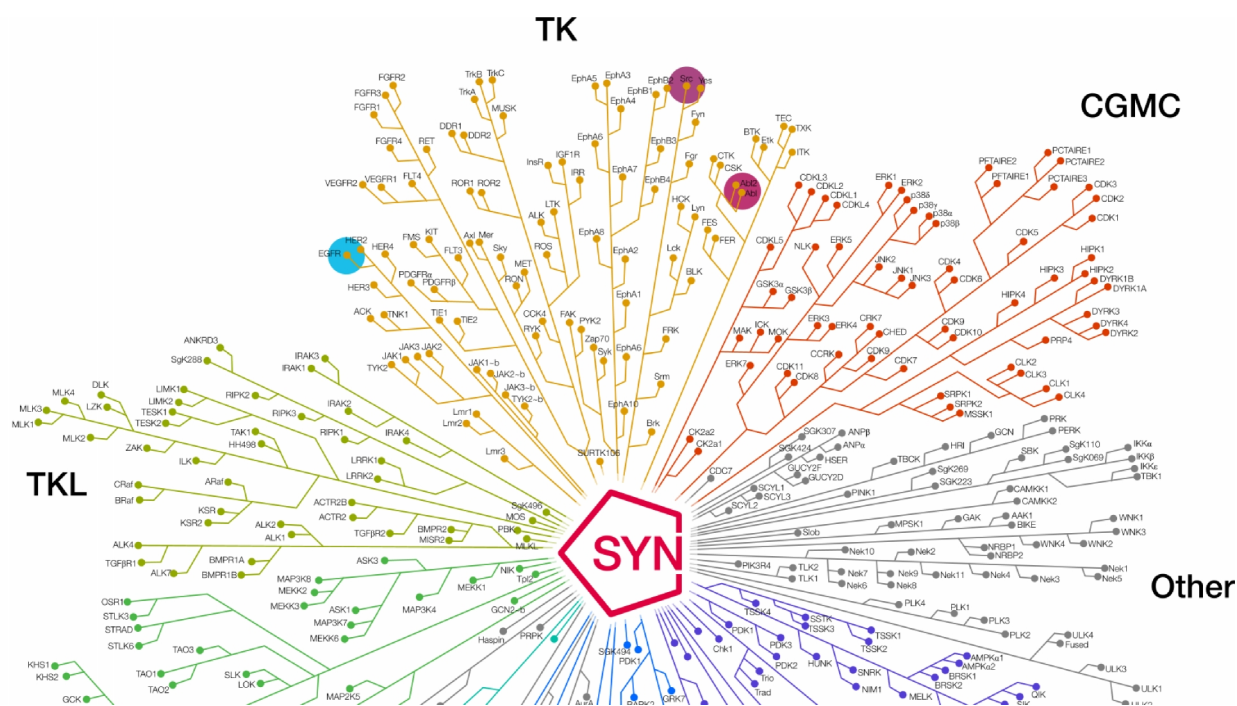 TK
CGMC
TKL
Other
SYN
FGFR2
TrkB TrkC
FGFR3
TrkA
FGFR1
MUSK
DDR1
DDR2
FGFR4
RET
InsR
IGF1R
IRR
VEGFR2
VEGFR1
FLT4
ROR1 ROR2
LTK
ALK
HER2
EGFR
HER4
FMS
KIT
FLT3
Axl Mer
Sky
ROS
MET
RON
PDGFRα
PDGFRβ
HER3
ACK
TNK1
TIE1
TIE2
CCK4
RYK
FAK
PYK2
Zap70
Syk
JAK3 JAK2
JAK1
TYK2
JAK1~b
JAK2~b
JAK3~b
TYK2~b
Lmr1
Lmr2
Lmr3
SURTK106
EphA5
EphA3
EphA4
EphA6
EphA7
EphA8
EphA2
EphA1
EphA6
EphA10
EphB2
EphB1
EphB3
EphB4
Src
Yes
Fyn
Fgr
HCK
Lyn
Lck
BLK
FRK
Srm
Brk
CTK
CSK
Abl2
Abl
FES
FER
TEC
TXK
BTK
Etk
ITK
CDKL3
CDKL2
CDKL1
CDKL4
CDKL5
ERK1
ERK2
p38δ
p38γ
p38α
p38β
NLK
ERK5
JNK2
JNK1
JNK3
GSK3α
GSK3β
MAK
ICK
MOK
ERK3
ERK4
CRK7
CHED
CCRK
CDK9
ERK7
CDK11
CDK8
CDK7
CDK4
CDK6
CDK5
CDK9
CDK10
PCTAIRE1
PCTAIRE2
PCTAIRE3
PFTAIRE2
PFTAIRE1
CDK3
CDK2
CDK1
HIPK1
HIPK2
HIPK3
HIPK4
DYRK1B
DYRK1A
DYRK3
DYRK4
DYRK2
PRP4
CLK2
CLK3
CLK1
CLK4
SRPK1
SRPK2
MSSK1
CK2a2
CK2a1
CDC7
ANKRD3
SgK288
IRAK3
IRAK1
DLK
MLK4
LZK
MLK3
MLK1
MLK2
LIMK1
LIMK2
TESK1
TESK2
RIPK2
RIPK3
RIPK1
IRAK2
IRAK4
ZAK
TAK1
HH498
ILK
LRRK1
LRRK2
CRaf
BRaf
ARaf
KSR
KSR2
ACTR2B
ACTR2
TGFβR2
BMPR2
MISR2
SgK496
MOS
PBK
MLKL
ALK4
TGFβR1
ALK7
ALK2
ALK1
BMPR1A
BMPR1B
ASK3
NIK
Tpl2
MAP3K8
MEKK2
MEKK3
MEKK1
MAP3K4
ASK1
MAP3K7
MEKK6
GCN2~b
Haspin
PRPK
OSR1
STLK3
STRAD
STLK6
TAO3
TAO1
TAO2
SLK
LOK
MAP2K5
KHS1
KHS2
GCK
SGK307
ANPβ
SGK424
ANPα
HSER
GUCY2F
GUCY2D
SCYL1
SCYL3
SCYL2
PINK1
TBCK
HRI
GCN
PRK
PERK
SgK269
SGK223
SBK
SgK110
SgK069
IKKα
IKKβ
IKKε
TBK1
CAMKK1
CAMKK2
Slob
MPSK1
GAK
AAK1
BIKE
WNK1
WNK3
WNK4
WNK2
NRBP1
NRBP2
PIK3R4
TLK2
TLK1
Nek10
Nek2
Nek7
Nek6
Nek9
Nek8
Nek11
Nek4
Nek3
Nek1
Nek5
PLK4
PLK1
PLK3
PLK2
ULK4
Fused
ULK3
ULK1
TSSK4
SSTK
TSSK3
TSSK1
TSSK2
PDK1
Chk1
PDK3
PDK2
Trio
Trad
HUNK
SNRK
NIM1
MELK
AMPKα1
AMPKα2
BRSK1
BRSK2
QIK
SGK494
PDK1
GRK7